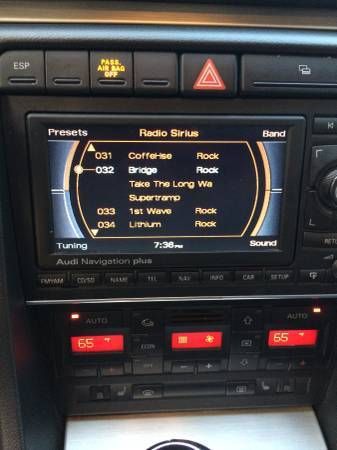 ESP
PASS.
AIR BAG
OFF
Presets Radio Sirius Band
031 CoffeHse Rock
032 Bridge Rock
Take The Long Wa
Supertramp
033 1st Wave Rock
034 Lithium Rock
Tuning 7:36PM Sound
Audi Navigation plus
RETURN
FM/AM CD/SD NAME TEL NAV INFO CAR SETUP
AUTO AUTO
65 °F 65 °F
ECON